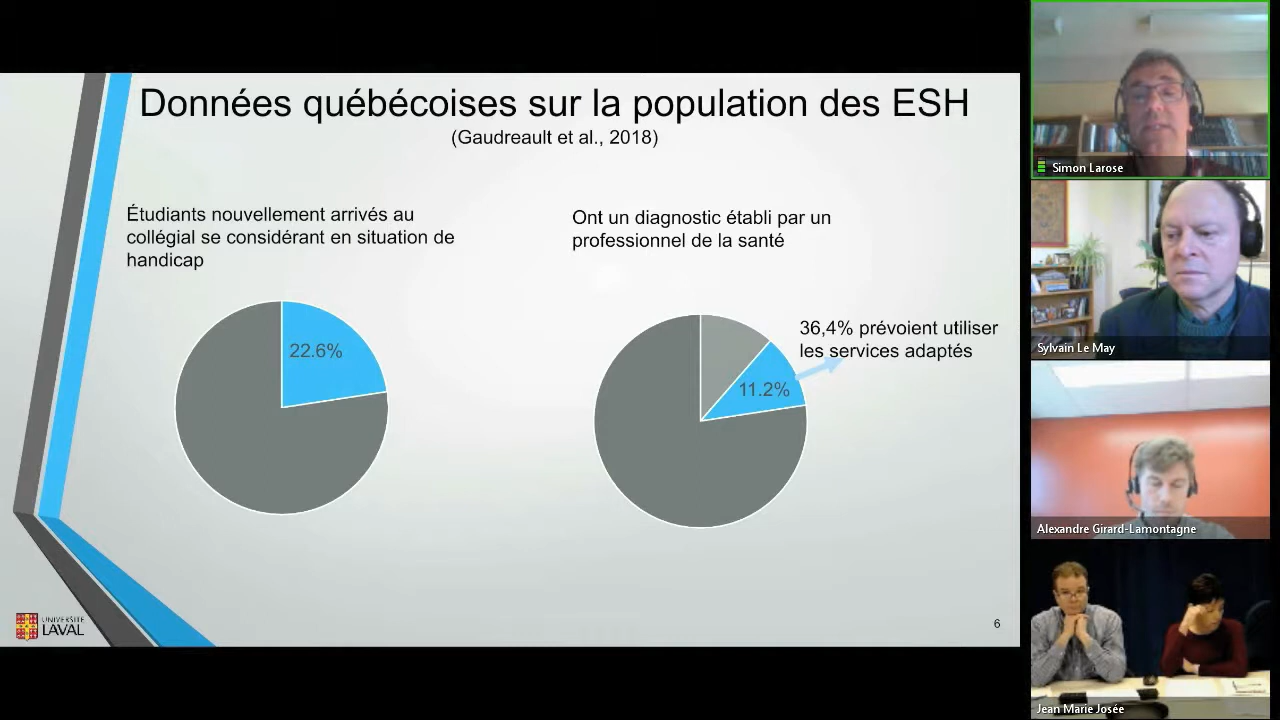 Données québécoises sur la population des ESH
(Gaudreault et al., 2018)
Étudiants nouvellement arrivés au
collégial se considérant en situation de
handicap
22.6%
Ont un diagnostic établi par un
professionnel de la santé
36,4% prévoient utiliser
les services adaptés
11.2%
UNIVERSITÉ
LAVAL
6
Simon Larose
Sylvain Le May
Alexandre Girard-Lamontagne
Jean Marie Josée